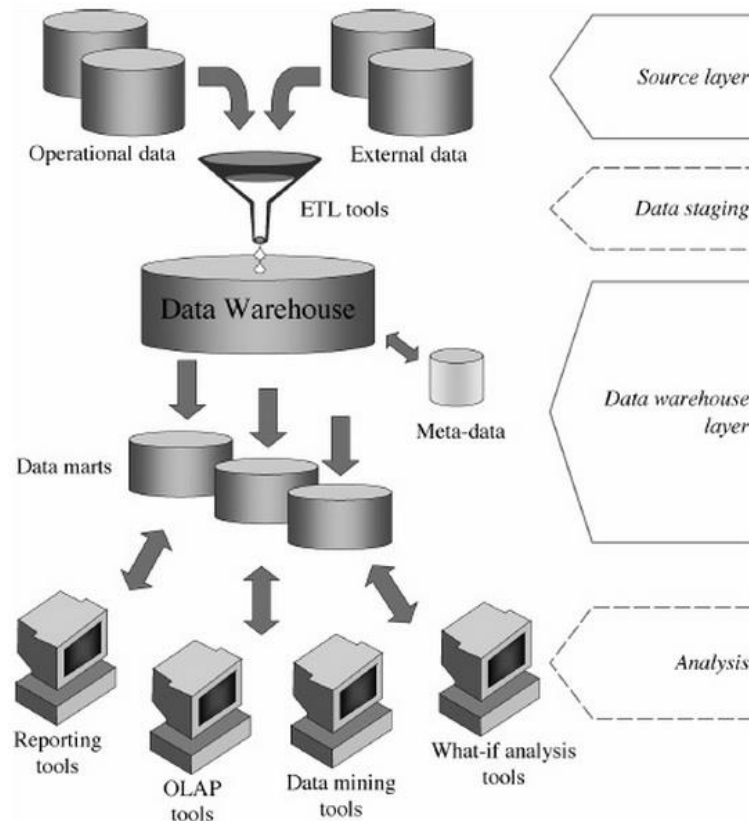 Source layer
Operational data
External data
ETL tools
Data staging
Data Warehouse
Meta-data
Data warehouse
layer
Data marts
Analysis
Reporting
tools
OLAP
tools
Data mining
tools
What-if analysis
tools